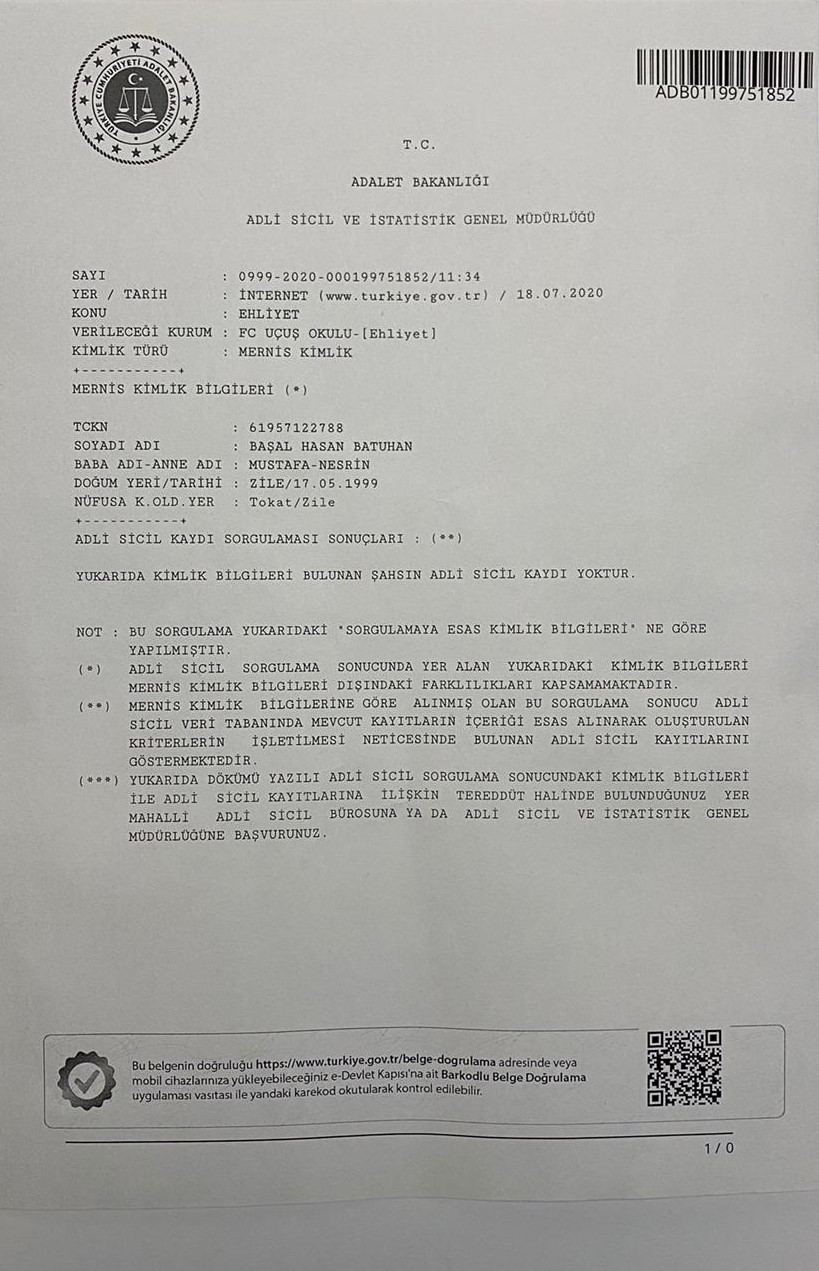 TÜRKİYE CUMHURİYETİ ADALET BAKANLIĞI
TÜRKİYE
ADB01199751852
T.C.
ADALET BAKANLIĞI
ADLİ SİCİL VE İSTATİSTİK GENEL MÜDÜRLÜĞÜ
SAYI : 0999-2020-000199751852/11:34
YER / TARİH : İNTERNET (www.turkiye.gov.tr) / 18.07.2020
KONU : EHLİYET
VERİLECEĞİ KURUM : FC UÇUŞ OKULU-[Ehliyet]
KİMLİK TÜRÜ : MERNİS KİMLİK
+-----------+
MERNİS KİMLİK BİLGİLERİ (*)
TCKN : 61957122788
SOYADI ADI : BAŞAL HASAN BATUHAN
BABA ADI-ANNE ADI : MUSTAFA-NESRİN
DOĞUM YERİ/TARİHİ : ZİLE/17.05.1999
NÜFUSA K.OLD.YER : Tokat/Zile
+-----------+
ADLİ SİCİL KAYDI SORGULAMASI SONUÇLARI : (**)
YUKARIDA KİMLİK BİLGİLERİ BULUNAN ŞAHSIN ADLİ SİCİL KAYDI YOKTUR.
NOT : BU SORGULAMA YUKARIDAKİ "SORGULAMAYA ESAS KİMLİK BİLGİLERİ" NE GÖRE
YAPILMIŞTIR.
(*) ADLİ SİCİL SORGULAMA SONUCUNDA YER ALAN YUKARIDAKİ KİMLİK BİLGİLERİ
MERNİS KİMLİK BİLGİLERİ DIŞINDAKİ FARKLILIKLARI KAPSAMAMAKTADIR.
(**) MERNİS KİMLİK BİLGİLERİNE GÖRE ALINMIŞ OLAN BU SORGULAMA SONUCU ADLİ
SİCİL VERİ TABANINDA MEVCUT KAYITLARIN İÇERİĞİ ESAS ALINARAK OLUŞTURULAN
KRİTERLERİN İŞLETİLMESİ NETİCESİNDE BULUNAN ADLİ SİCİL KAYITLARINI
GÖSTERMEKTEDİR.
(***) YUKARIDA DÖKÜMÜ YAZILI ADLİ SİCİL SORGULAMA SONUCUNDAKİ KİMLİK BİLGİLERİ
İLE ADLİ SİCİL KAYITLARINA İLİŞKİN TEREDDÜT HALİNDE BULUNDUĞUNUZ YER
MAHALLİ ADLİ SİCİL BÜROSUNA YA DA ADLİ SİCİL VE İSTATİSTİK GENEL
MÜDÜRLÜĞÜNE BAŞVURUNUZ.
Bu belgenin doğruluğu https://www.turkiye.gov.tr/belge-dogrulama adresinde veya
mobil cihazlarınıza yükleyebileceğiniz e-Devlet Kapısı'na ait Barkodlu Belge Doğrulama
uygulaması vasıtası ile yandaki karekod okutularak kontrol edilebilir.
1 / 0